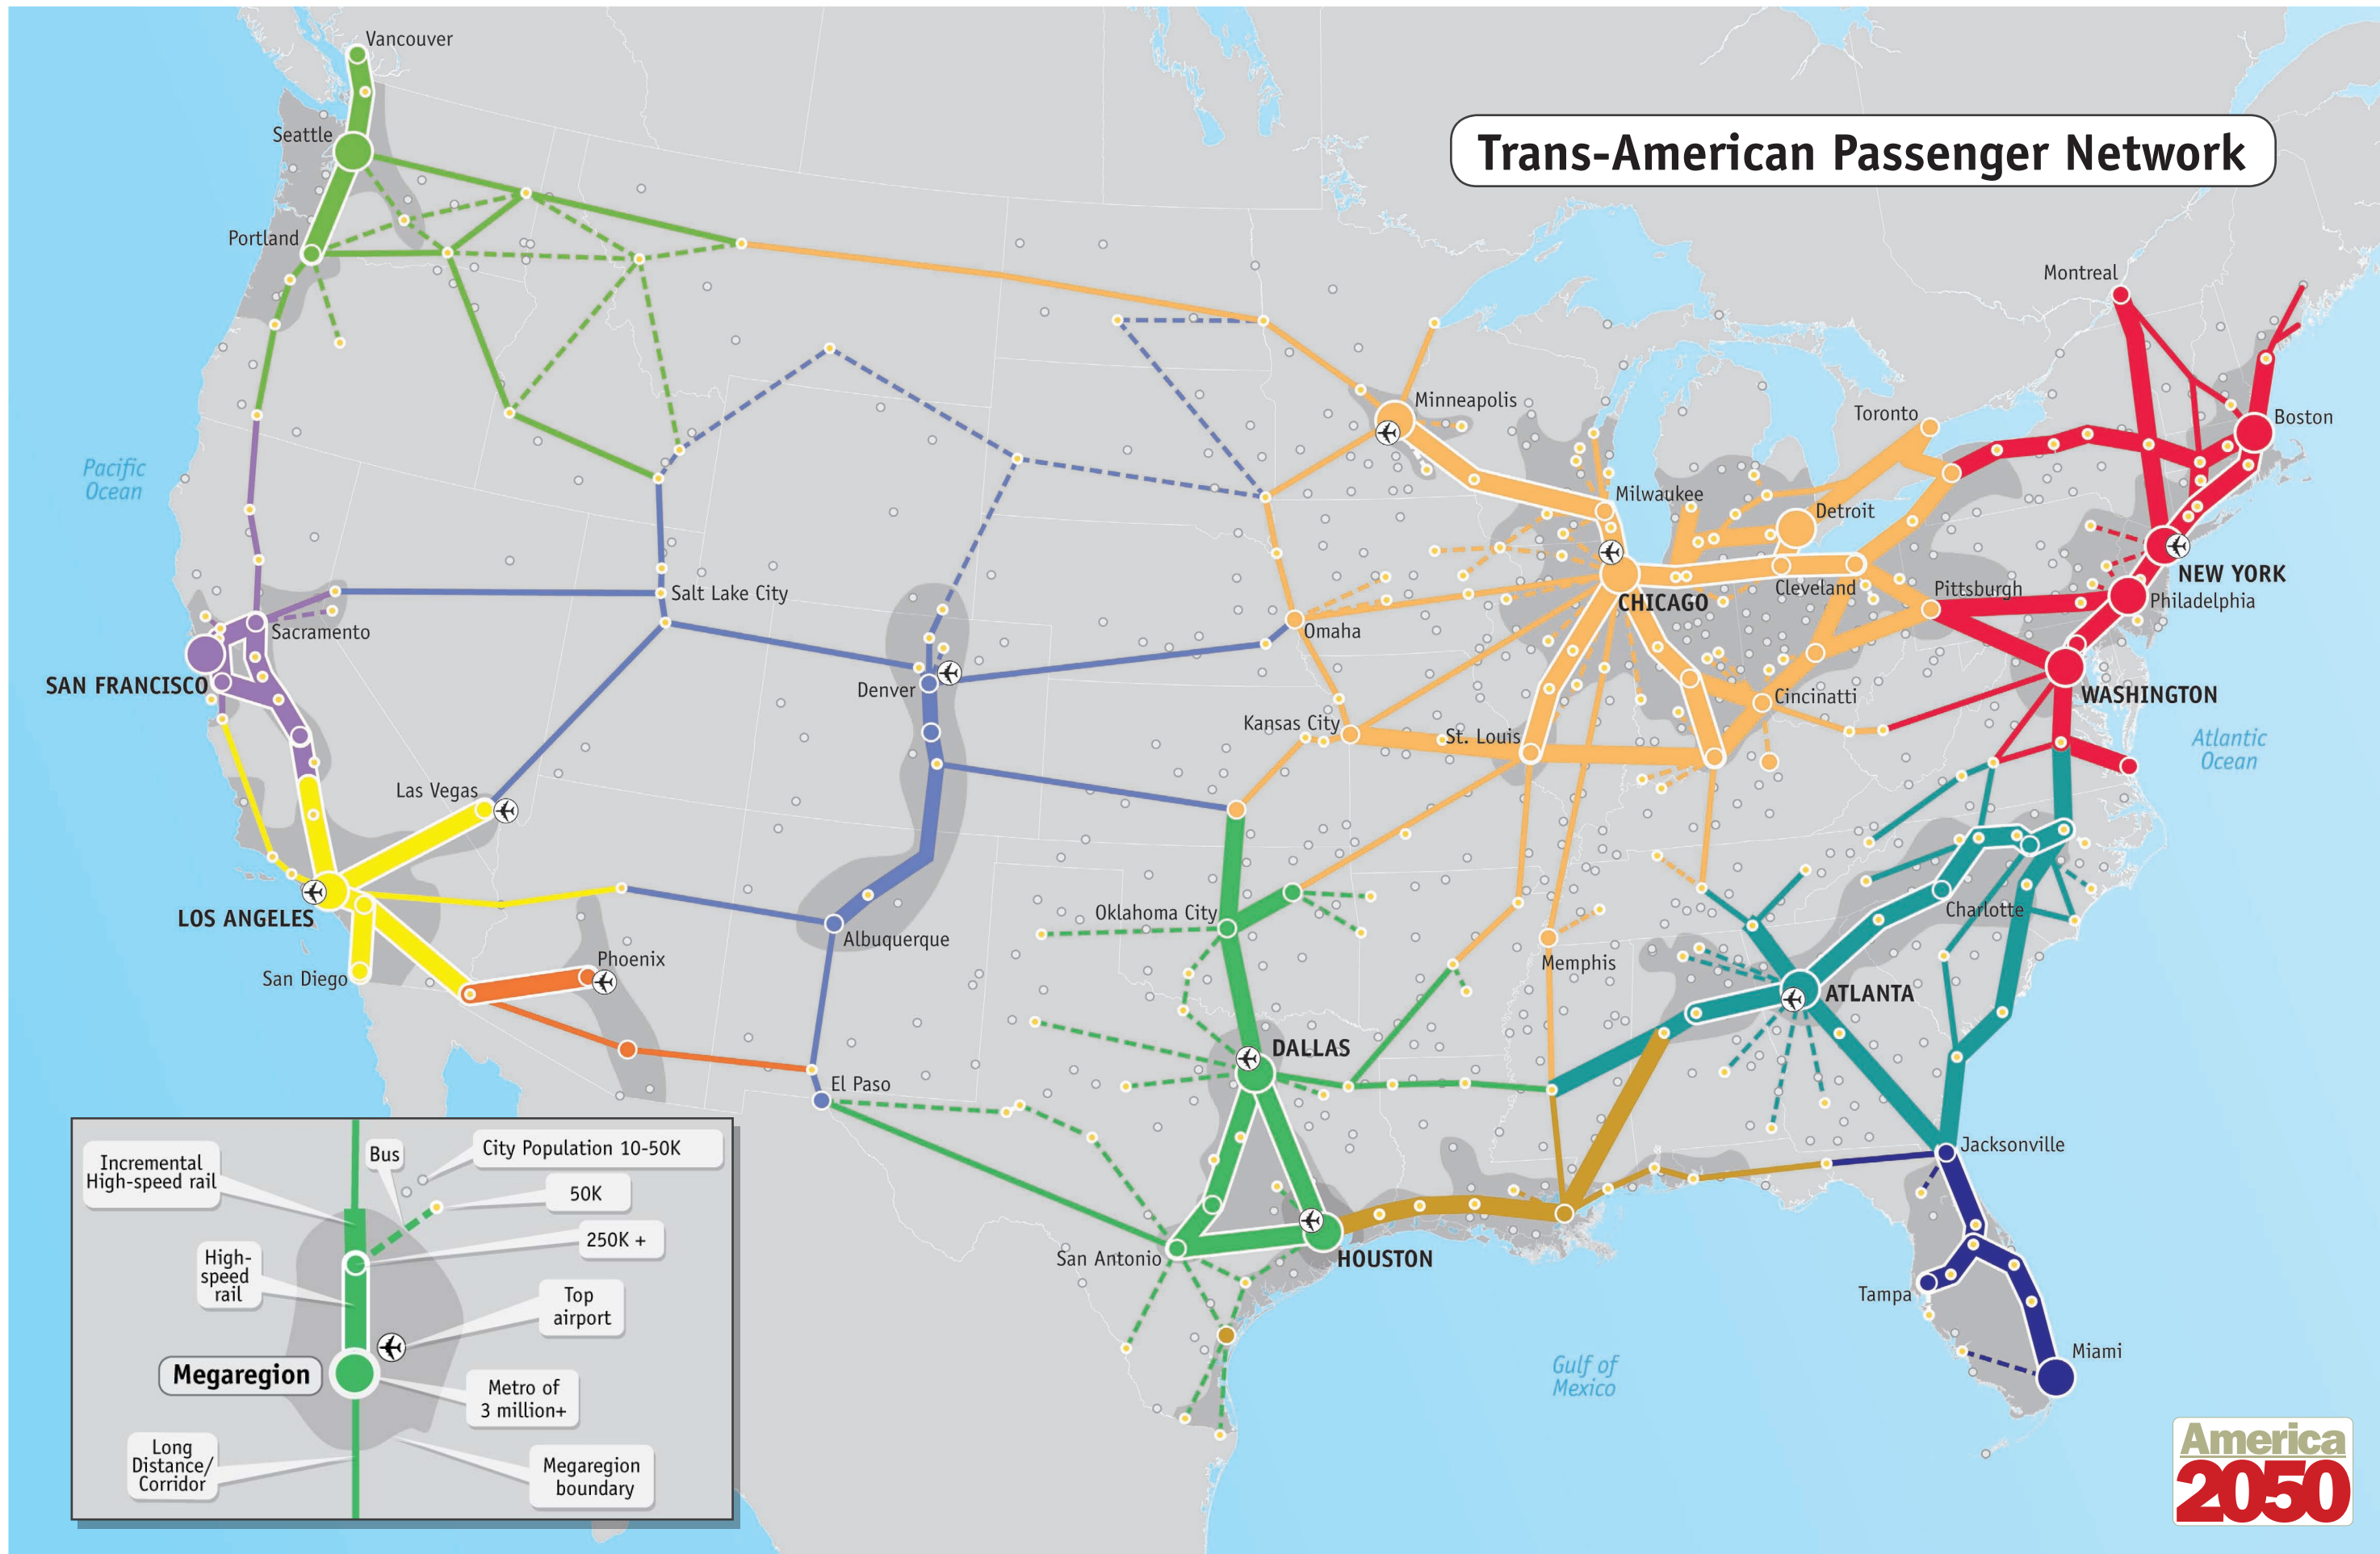 Trans-American Passenger Network
Vancouver
Seattle
Portland
Montreal
Minneapolis
Toronto
Boston
Pacific
Ocean
Milwaukee
Detroit
NEW YORK
Salt Lake City
CHICAGO
Cleveland
Pittsburgh
Philadelphia
Sacramento
Omaha
SAN FRANCISCO
Denver
Cincinatti
WASHINGTON
Kansas City
St. Louis
Atlantic
Ocean
Las Vegas
LOS ANGELES
Oklahoma City
Charlotte
Albuquerque
Phoenix
Memphis
San Diego
ATLANTA
DALLAS
El Paso
Jacksonville
San Antonio
HOUSTON
Tampa
Miami
Gulf of
Mexico
Incremental
High-speed rail
Bus
City Population 10-50K
50K
250K +
High-
speed
rail
Top
airport
Megaregion
Metro of
3 million+
Long
Distance/
Corridor
Megaregion
boundary
America
2050